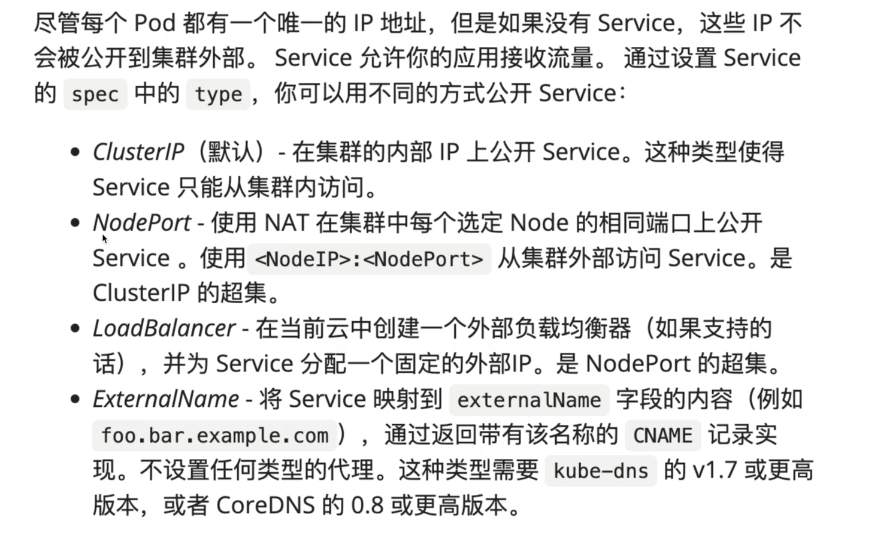 尽管每个 Pod 都有一个唯一的 IP 地址，但是如果没有 Service，这些 IP 不
会被公开到集群外部。 Service 允许你的应用接收流量。 通过设置 Service
的 spec 中的 type，你可以用不同的方式公开 Service：
• ClusterIP（默认）- 在集群的内部 IP 上公开 Service。这种类型使得
Service 只能从集群内访问。
• NodePort - 使用 NAT 在集群中每个选定 Node 的相同端口上公开
Service 。使用 <NodeIP>:<NodePort> 从集群外部访问 Service。是
ClusterIP 的超集。
• LoadBalancer - 在当前云中创建一个外部负载均衡器（如果支持的
话），并为 Service 分配一个固定的外部IP。是 NodePort 的超集。
• ExternalName - 将 Service 映射到 externalName 字段的内容（例如
foo.bar.example.com），通过返回带有该名称的 CNAME 记录实
现。不设置任何类型的代理。这种类型需要 kube-dns 的 v1.7 或更高
版本，或者 CoreDNS 的 0.8 或更高版本。